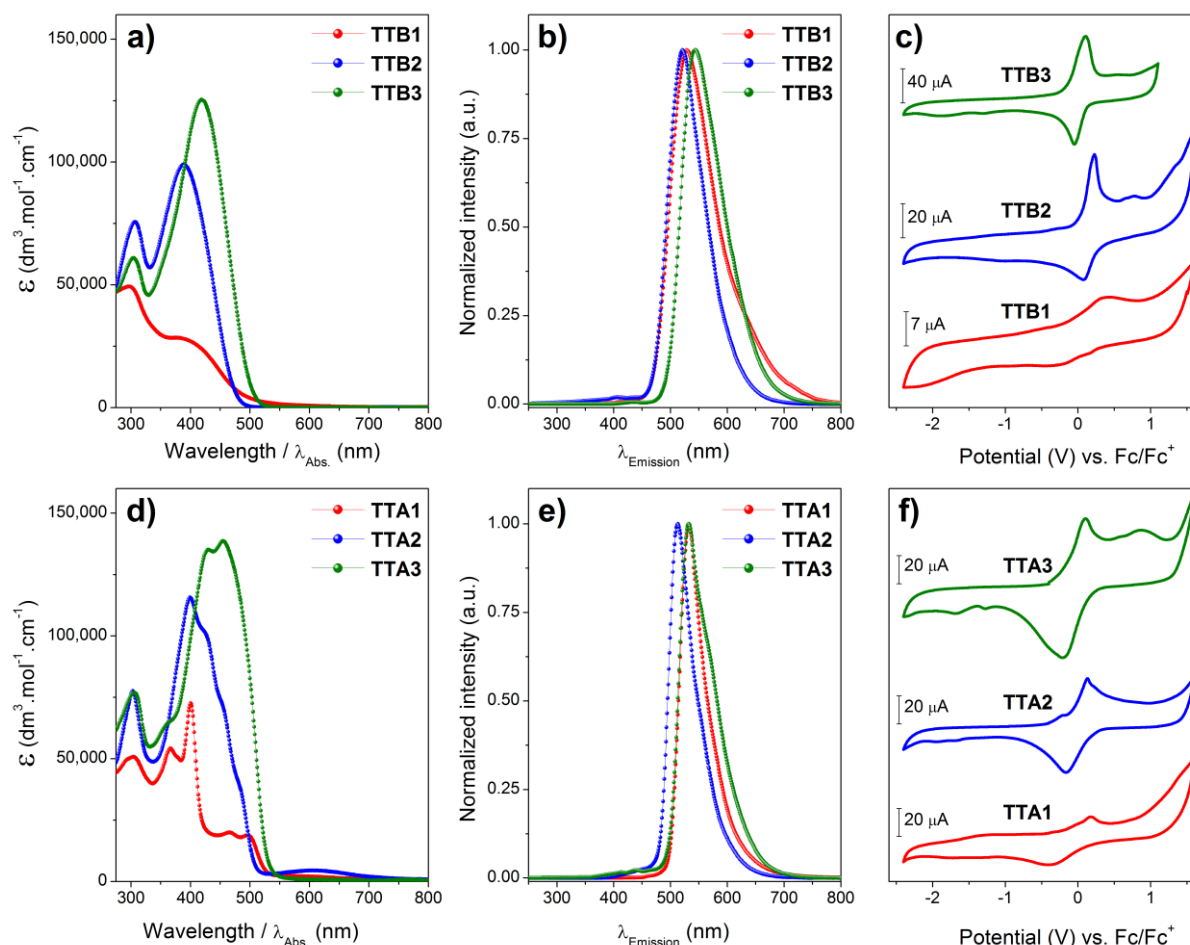 a)
TTB1
TTB2
TTB3
150,000
100,000
50,000
0
ε (dm³.mol⁻¹.cm⁻¹)
300 400 500 600 700 800
Wavelength / λAbs. (nm)
b)
TTB1
TTB2
TTB3
1.00
0.75
0.50
0.25
0.00
Normalized intensity (a.u.)
300 400 500 600 700 800
λEmission (nm)
c)
TTB3
40 µA
TTB2
20 µA
TTB1
7 µA
-2 -1 0 1
Potential (V) vs. Fc/Fc⁺
d)
TTA1
TTA2
TTA3
150,000
100,000
50,000
0
ε (dm³.mol⁻¹.cm⁻¹)
300 400 500 600 700 800
Wavelength / λAbs. (nm)
e)
TTA1
TTA2
TTA3
1.00
0.75
0.50
0.25
0.00
Normalized intensity (a.u.)
300 400 500 600 700 800
λEmission (nm)
f)
TTA3
20 µA
TTA2
20 µA
TTA1
20 µA
-2 -1 0 1
Potential (V) vs. Fc/Fc⁺